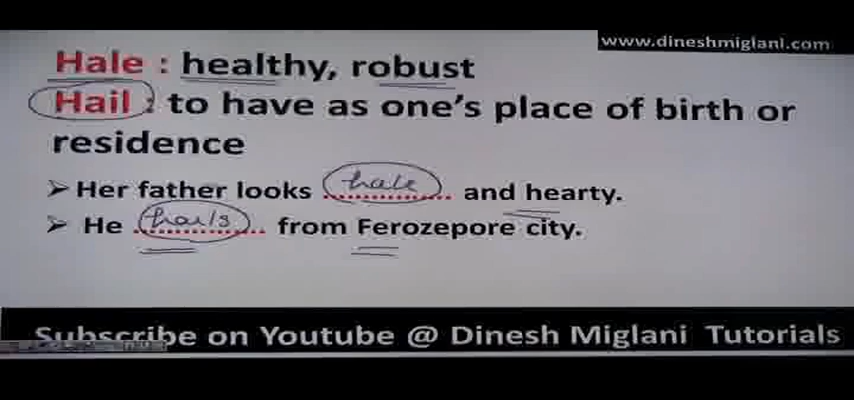 www.dineshmiglani.com
Hale : healthy, robust
Hail : to have as one's place of birth or
residence
➢ Her father looks hale and hearty.
➢ He hails from Ferozepore city.
Subscribe on Youtube @ Dinesh Miglani Tutorials